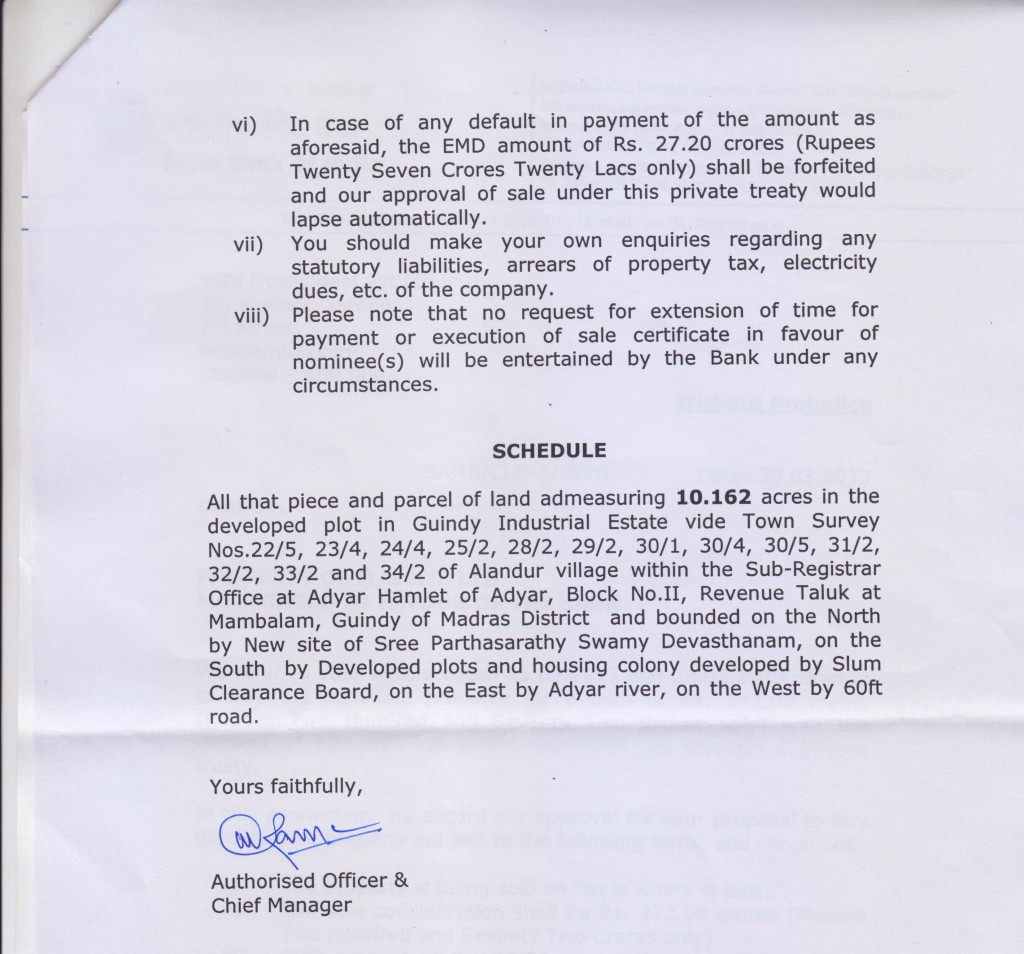 vi) In case of any default in payment of the amount as
aforesaid, the EMD amount of Rs. 27.20 crores (Rupees
Twenty Seven Crores Twenty Lacs only) shall be forfeited
and our approval of sale under this private treaty would
lapse automatically.
vii) You should make your own enquiries regarding any
statutory liabilities, arrears of property tax, electricity
dues, etc. of the company.
viii) Please note that no request for extension of time for
payment or execution of sale certificate in favour of
nominee(s) will be entertained by the Bank under any
circumstances.
SCHEDULE
All that piece and parcel of land admeasuring 10.162 acres in the
developed plot in Guindy Industrial Estate vide Town Survey
Nos.22/5, 23/4, 24/4, 25/2, 28/2, 29/2, 30/1, 30/4, 30/5, 31/2,
32/2, 33/2 and 34/2 of Alandur village within the Sub-Registrar
Office at Adyar Hamlet of Adyar, Block No.II, Revenue Taluk at
Mambalam, Guindy of Madras District and bounded on the North
by New site of Sree Parthasarathy Swamy Devasthanam, on the
South by Developed plots and housing colony developed by Slum
Clearance Board, on the East by Adyar river, on the West by 60ft
road.
Yours faithfully,
Authorised Officer &
Chief Manager